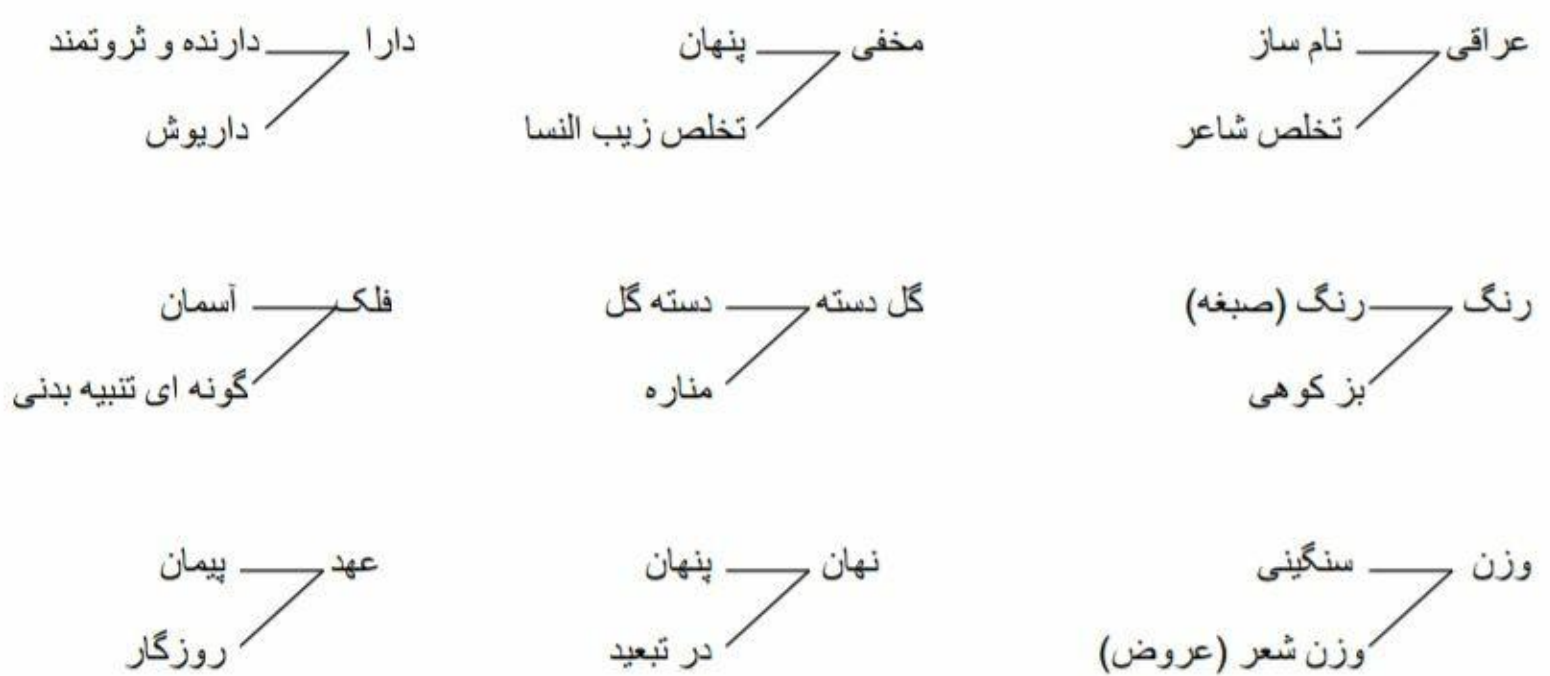 عراقی نام ساز
تخلص شاعر
مخفی پنهان
تخلص زیب النسا
دارا دارنده و ثروتمند
داریوش
رنگ رنگ (صبغه)
بز کوهی
گل دسته دسته گل
مناره
فلک آسمان
گونه ای تنبیه بدنی
وزن سنگینی
وزن شعر (عروض)
نهان پنهان
در تبعید
عهد پیمان
روزگار